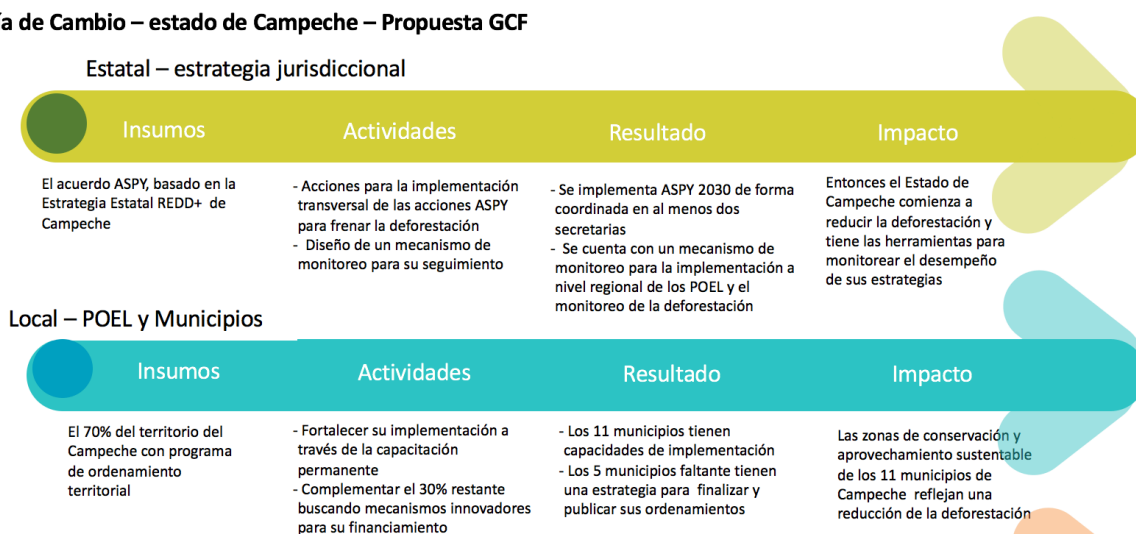 ía de Cambio – estado de Campeche – Propuesta GCF
Estatal – estrategia jurisdiccional
Insumos
Actividades
Resultado
Impacto
El acuerdo ASPY, basado en la
Estrategia Estatal REDD+ de
Campeche
- Acciones para la implementación
transversal de las acciones ASPY
para frenar la deforestación
- Diseño de un mecanismo de
monitoreo para su seguimiento
- Se implementa ASPY 2030 de forma
coordinada en al menos dos
secretarias
- Se cuenta con un mecanismo de
monitoreo para la implementación a
nivel regional de los POEL y el
monitoreo de la deforestación
Entonces el Estado de
Campeche comienza a
reducir la deforestación y
tiene las herramientas para
monitorear el desempeño
de sus estrategias
Local – POEL y Municipios
Insumos
Actividades
Resultado
Impacto
El 70% del territorio del
Campeche con programa
de ordenamiento
territorial
- Fortalecer su implementación a
través de la capacitación
permanente
- Complementar el 30% restante
buscando mecanismos innovadores
para su financiamiento
- Los 11 municipios tienen
capacidades de implementación
- Los 5 municipios faltante tienen
una estrategia para finalizar y
publicar sus ordenamientos
Las zonas de conservación y
aprovechamiento sustentable
de los 11 municipios de
Campeche reflejan una
reducción de la deforestación